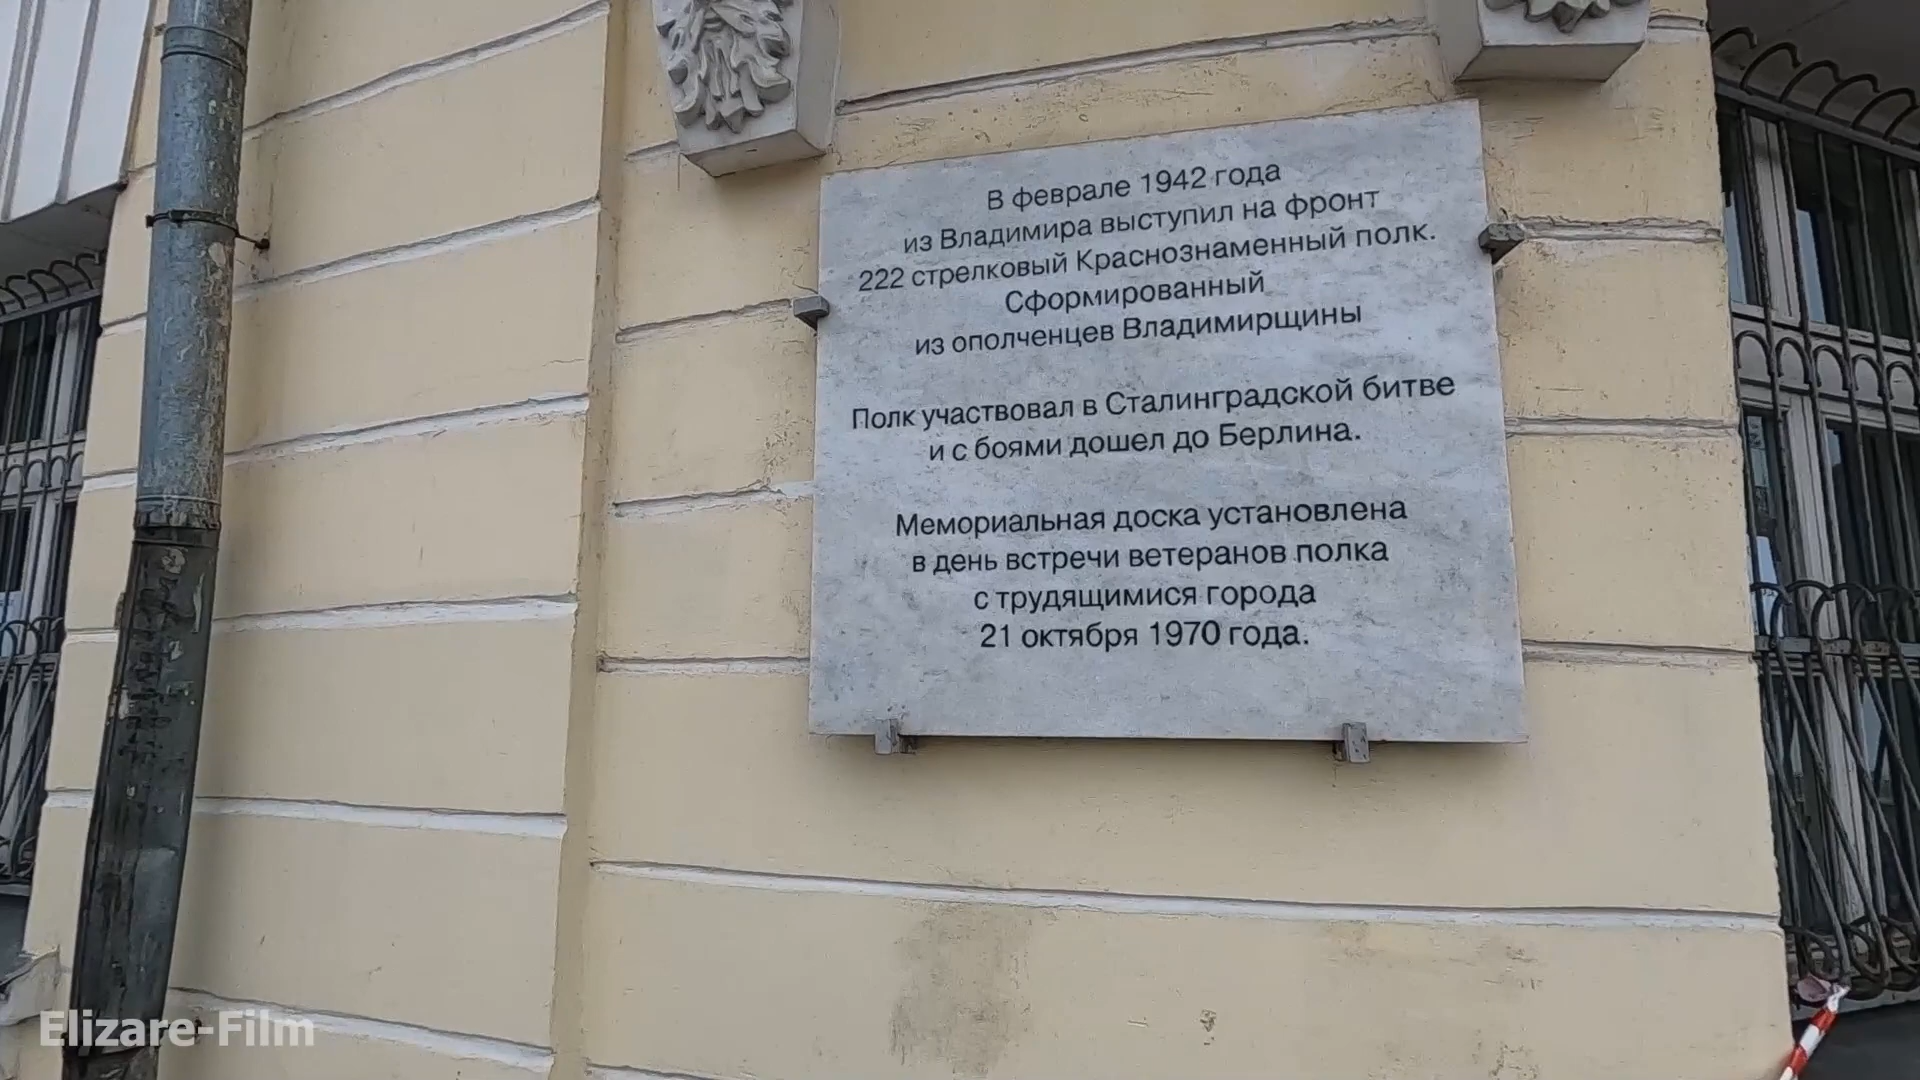 В феврале 1942 года
из Владимира выступил на фронт
222 стрелковый Краснознаменный полк.
Сформированный
из ополченцев Владимирщины
Полк участвовал в Сталинградской битве
и с боями дошел до Берлина.
Мемориальная доска установлена
в день встречи ветеранов полка
с трудящимися города
21 октября 1970 года.
Elizare-Film